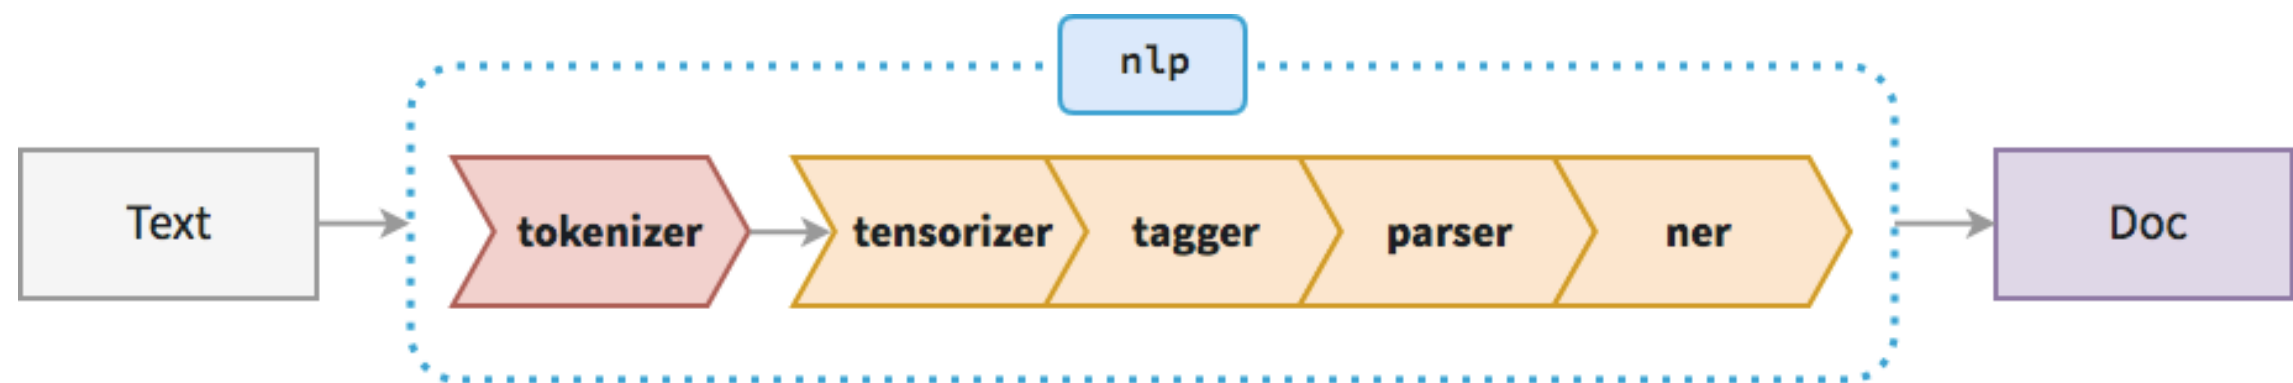 nlp
Text
tokenizer
tensorizer
tagger
parser
ner
Doc